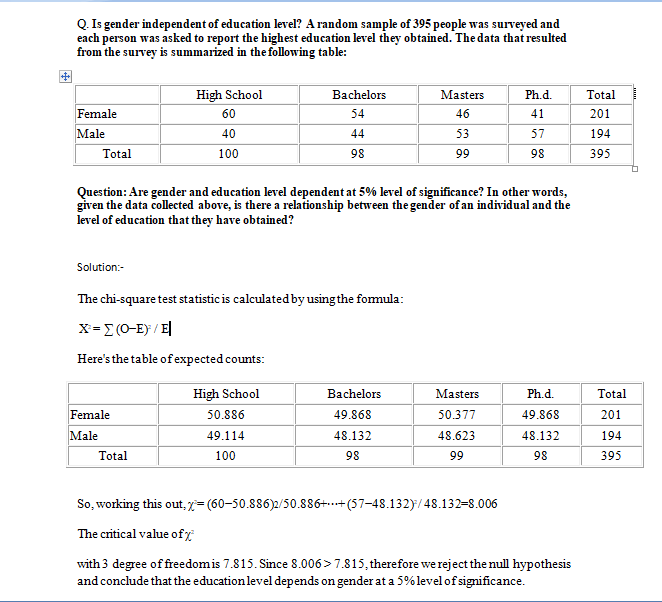 Q. Is gender independent of education level? A random sample of 395 people was surveyed and
each person was asked to report the highest education level they obtained. The data that resulted
from the survey is summarized in the following table:
High School Bachelors Masters Ph.d. Total
Female 60 54 46 41 201
Male 40 44 53 57 194
Total 100 98 99 98 395
Question: Are gender and education level dependent at 5% level of significance? In other words,
given the data collected above, is there a relationship between the gender of an individual and the
level of education that they have obtained?
Solution:-
The chi-square test statistic is calculated by using the formula:
X²= ∑ (O−E)² / E
Here's the table of expected counts:
High School Bachelors Masters Ph.d. Total
Female 50.886 49.868 50.377 49.868 201
Male 49.114 48.132 48.623 48.132 194
Total 100 98 99 98 395
So, working this out, χ²= (60−50.886)2/50.886+⋯+(57−48.132)²/ 48.132=8.006
The critical value of χ²
with 3 degree of freedom is 7.815. Since 8.006> 7.815, therefore we reject the null hypothesis
and conclude that the education level depends on gender at a 5% level of significance.